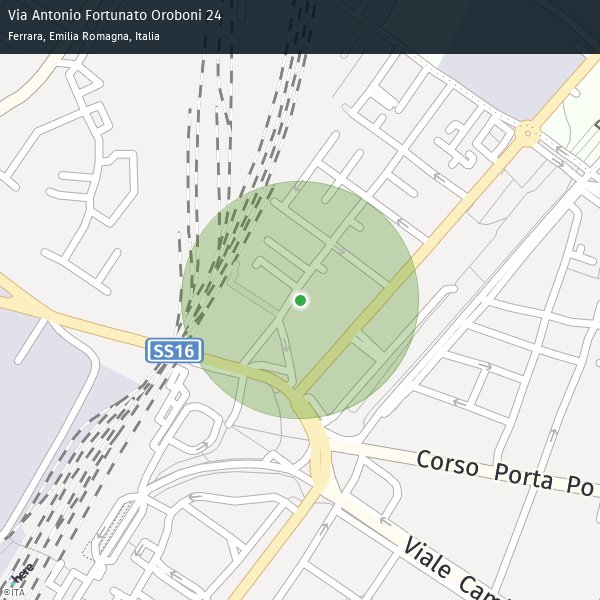 Via Antonio Fortunato Oroboni 24
Ferrara, Emilia Romagna, Italia
SS16
Corso Porta Po
Viale Cam
here
©ITA